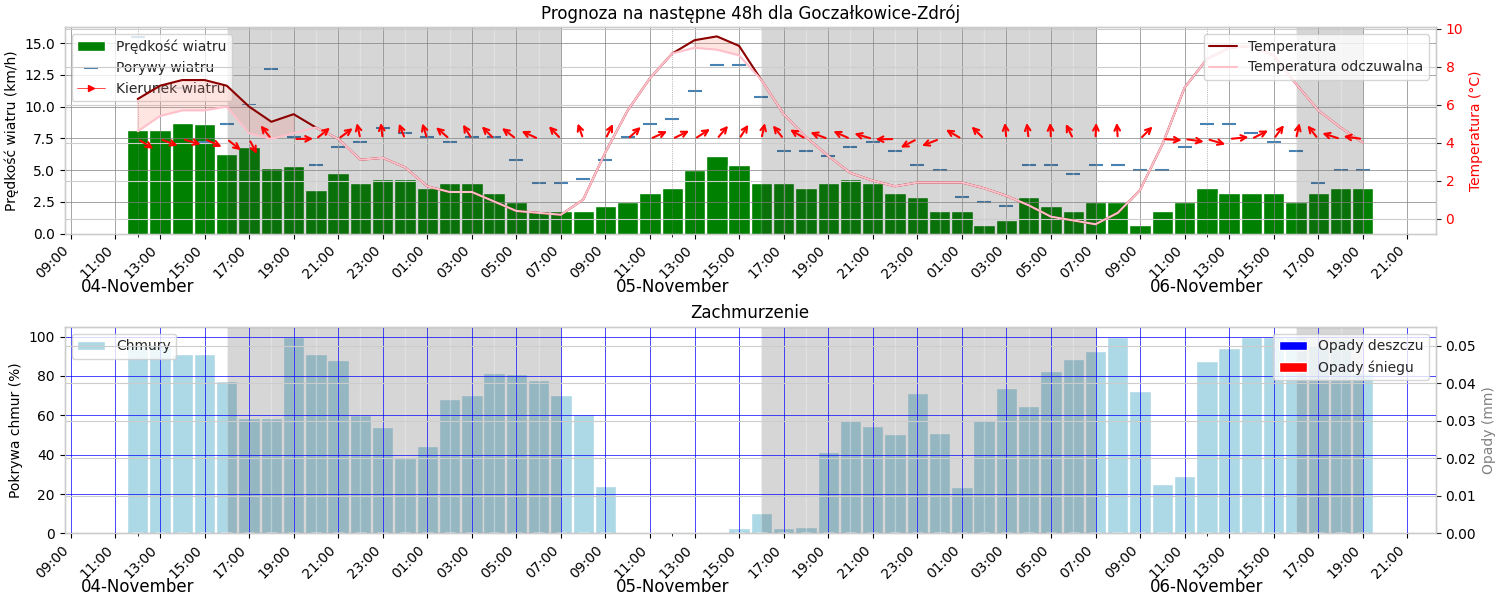 Prognoza na następne 48h dla Goczałkowice-Zdrój
Prędkość wiatru
Porywy wiatru
Kierunek wiatru
Temperatura
Temperatura odczuwalna
Prędkość wiatru (km/h)
15.0
12.5
10.0
7.5
5.0
2.5
0.0
10
8
6
4
2
0
Temperatura (°C)
09:00 11:00 13:00 15:00 17:00 19:00 21:00 23:00 01:00 03:00 05:00 07:00 09:00 11:00 13:00 15:00 17:00 19:00 21:00 23:00 01:00 03:00 05:00 07:00 09:00 11:00 13:00 15:00 17:00 19:00 21:00
04-November 05-November 06-November
Zachmurzenie
Chmury
Opady deszczu
Opady śniegu
Pokrywa chmur (%)
100
80
60
40
20
0
0.05
0.04
0.03
0.02
0.01
0.00
Opady (mm)
09:00 11:00 13:00 15:00 17:00 19:00 21:00 23:00 01:00 03:00 05:00 07:00 09:00 11:00 13:00 15:00 17:00 19:00 21:00 23:00 01:00 03:00 05:00 07:00 09:00 11:00 13:00 15:00 17:00 19:00 21:00
04-November 05-November 06-November